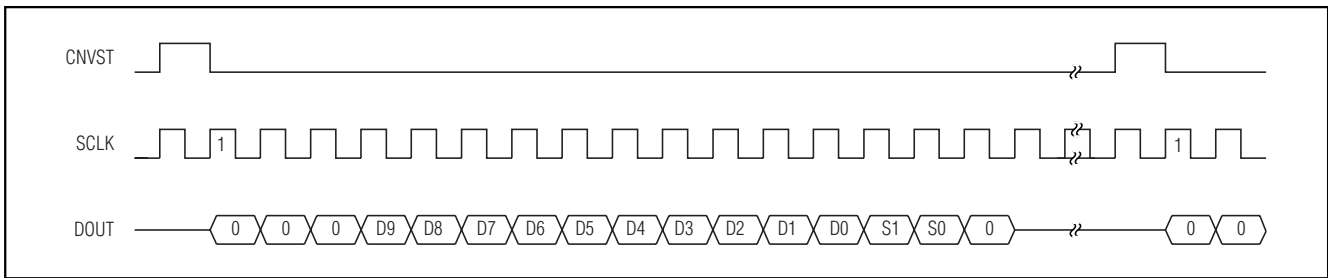 CNVST
SCLK 1 1
DOUT 0 0 0 D9 D8 D7 D6 D5 D4 D3 D2 D1 D0 S1 S0 0 0 0